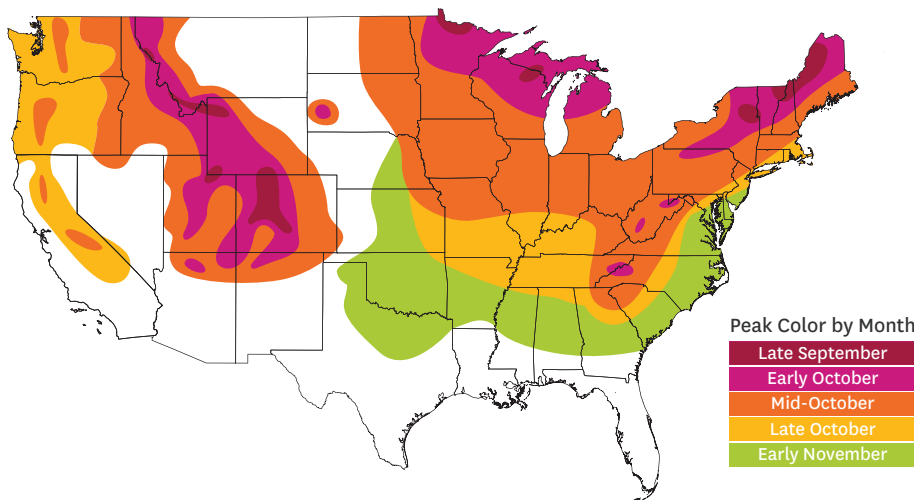 Peak Color by Month
Late September
Early October
Mid-October
Late October
Early November